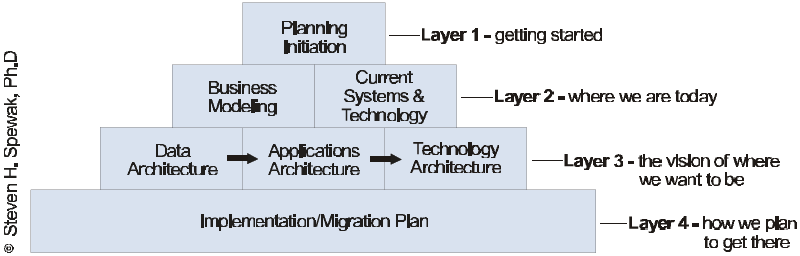 Planning
Initiation
Layer 1 - getting started
Business
Modeling
Current
Systems &
Technology
Layer 2 - where we are today
Data
Architecture
Applications
Architecture
Technology
Architecture
Layer 3 - the vision of where
we want to be
Implementation/Migration Plan
Layer 4 - how we plan
to get there
© Steven H. Spewak, Ph.D